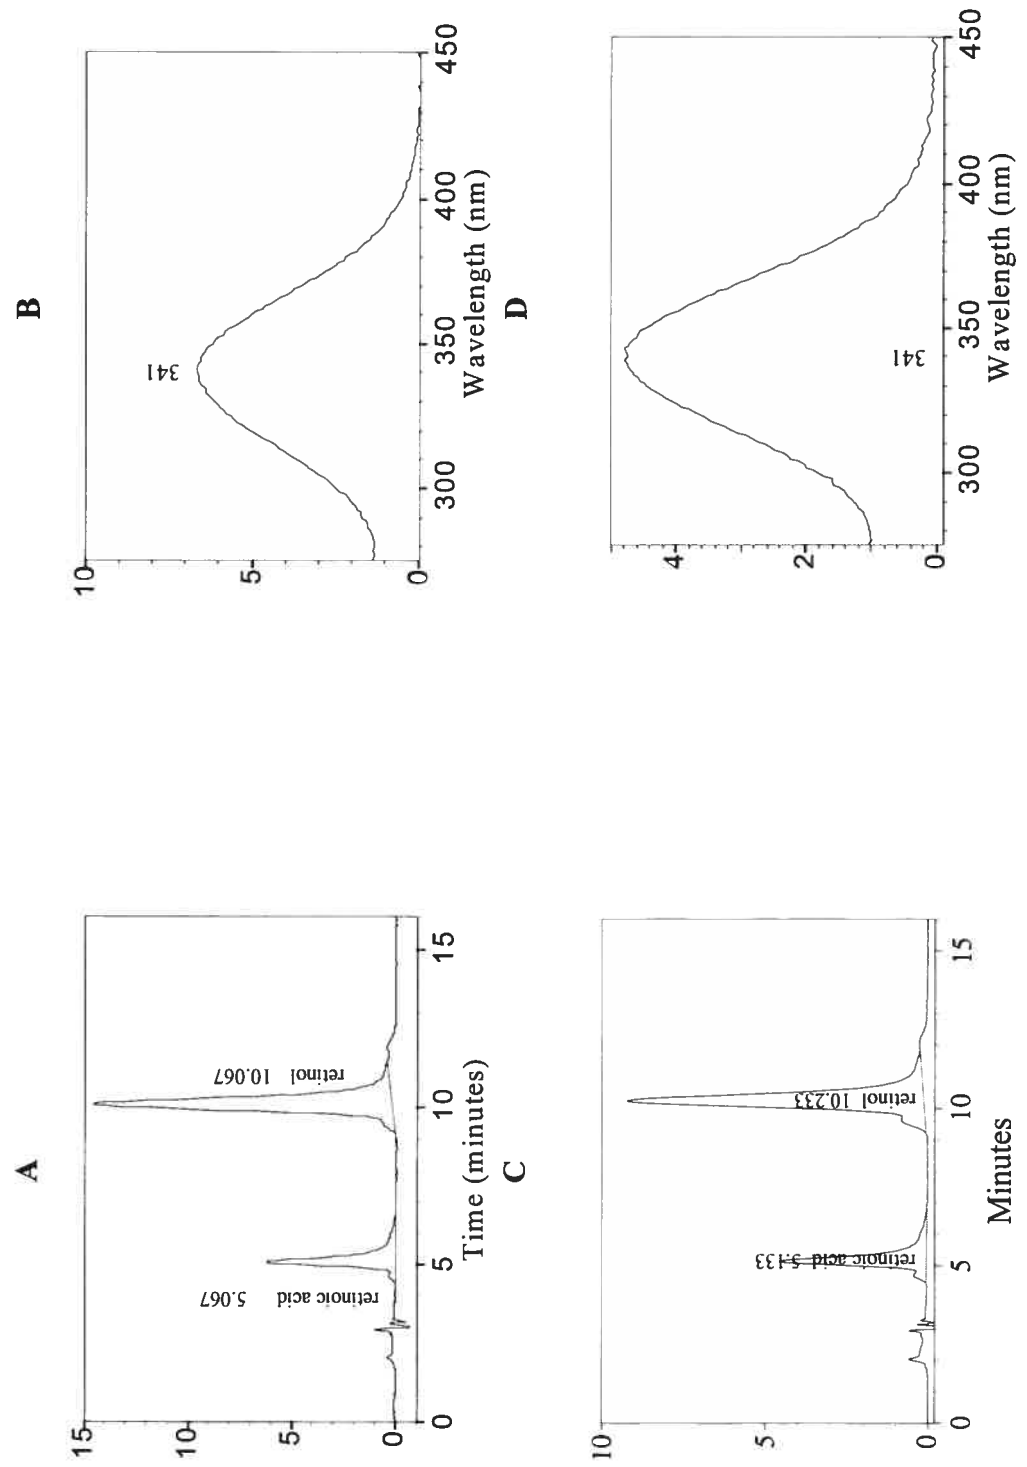 A
15
10
5
0
retinoic acid 5.067
retinol 10.067
0
5
10
15
Time (minutes)
B
10
5
0
341
300
350
400
450
Wavelength (nm)
C
10
5
0
retinoic acid 5.133
retinol 10.233
0
5
10
15
Minutes
D
4
2
0
341
300
350
400
450
Wavelength (nm)